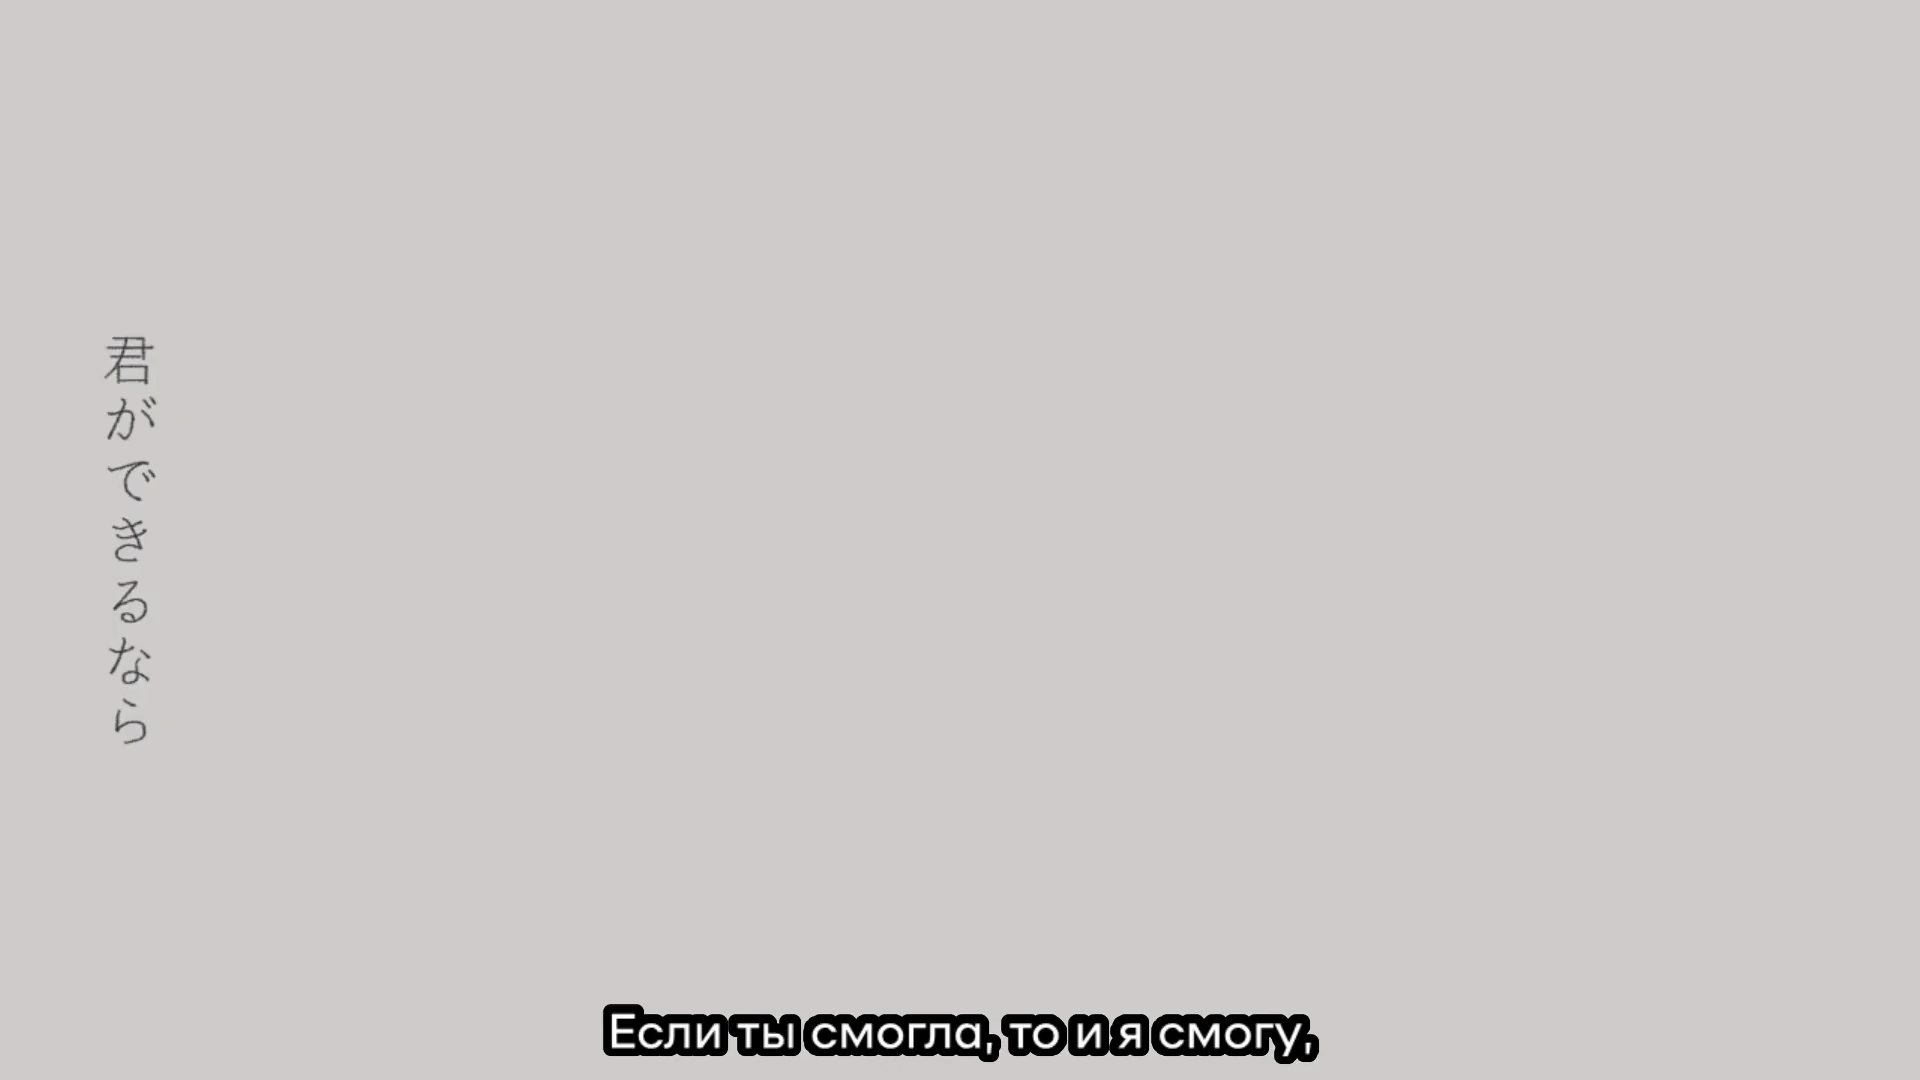 君ができるなら
Если ты смогла, то и я смогу,